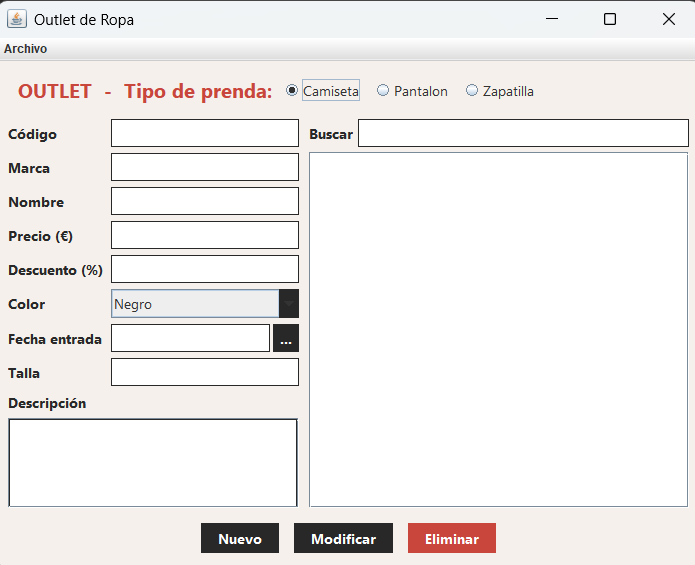 Outlet de Ropa
Archivo
OUTLET - Tipo de prenda: Camiseta Pantalon Zapatilla
Código
Buscar
Marca
Nombre
Precio (€)
Descuento (%)
Color Negro
Fecha entrada ...
Talla
Descripción
Nuevo Modificar Eliminar